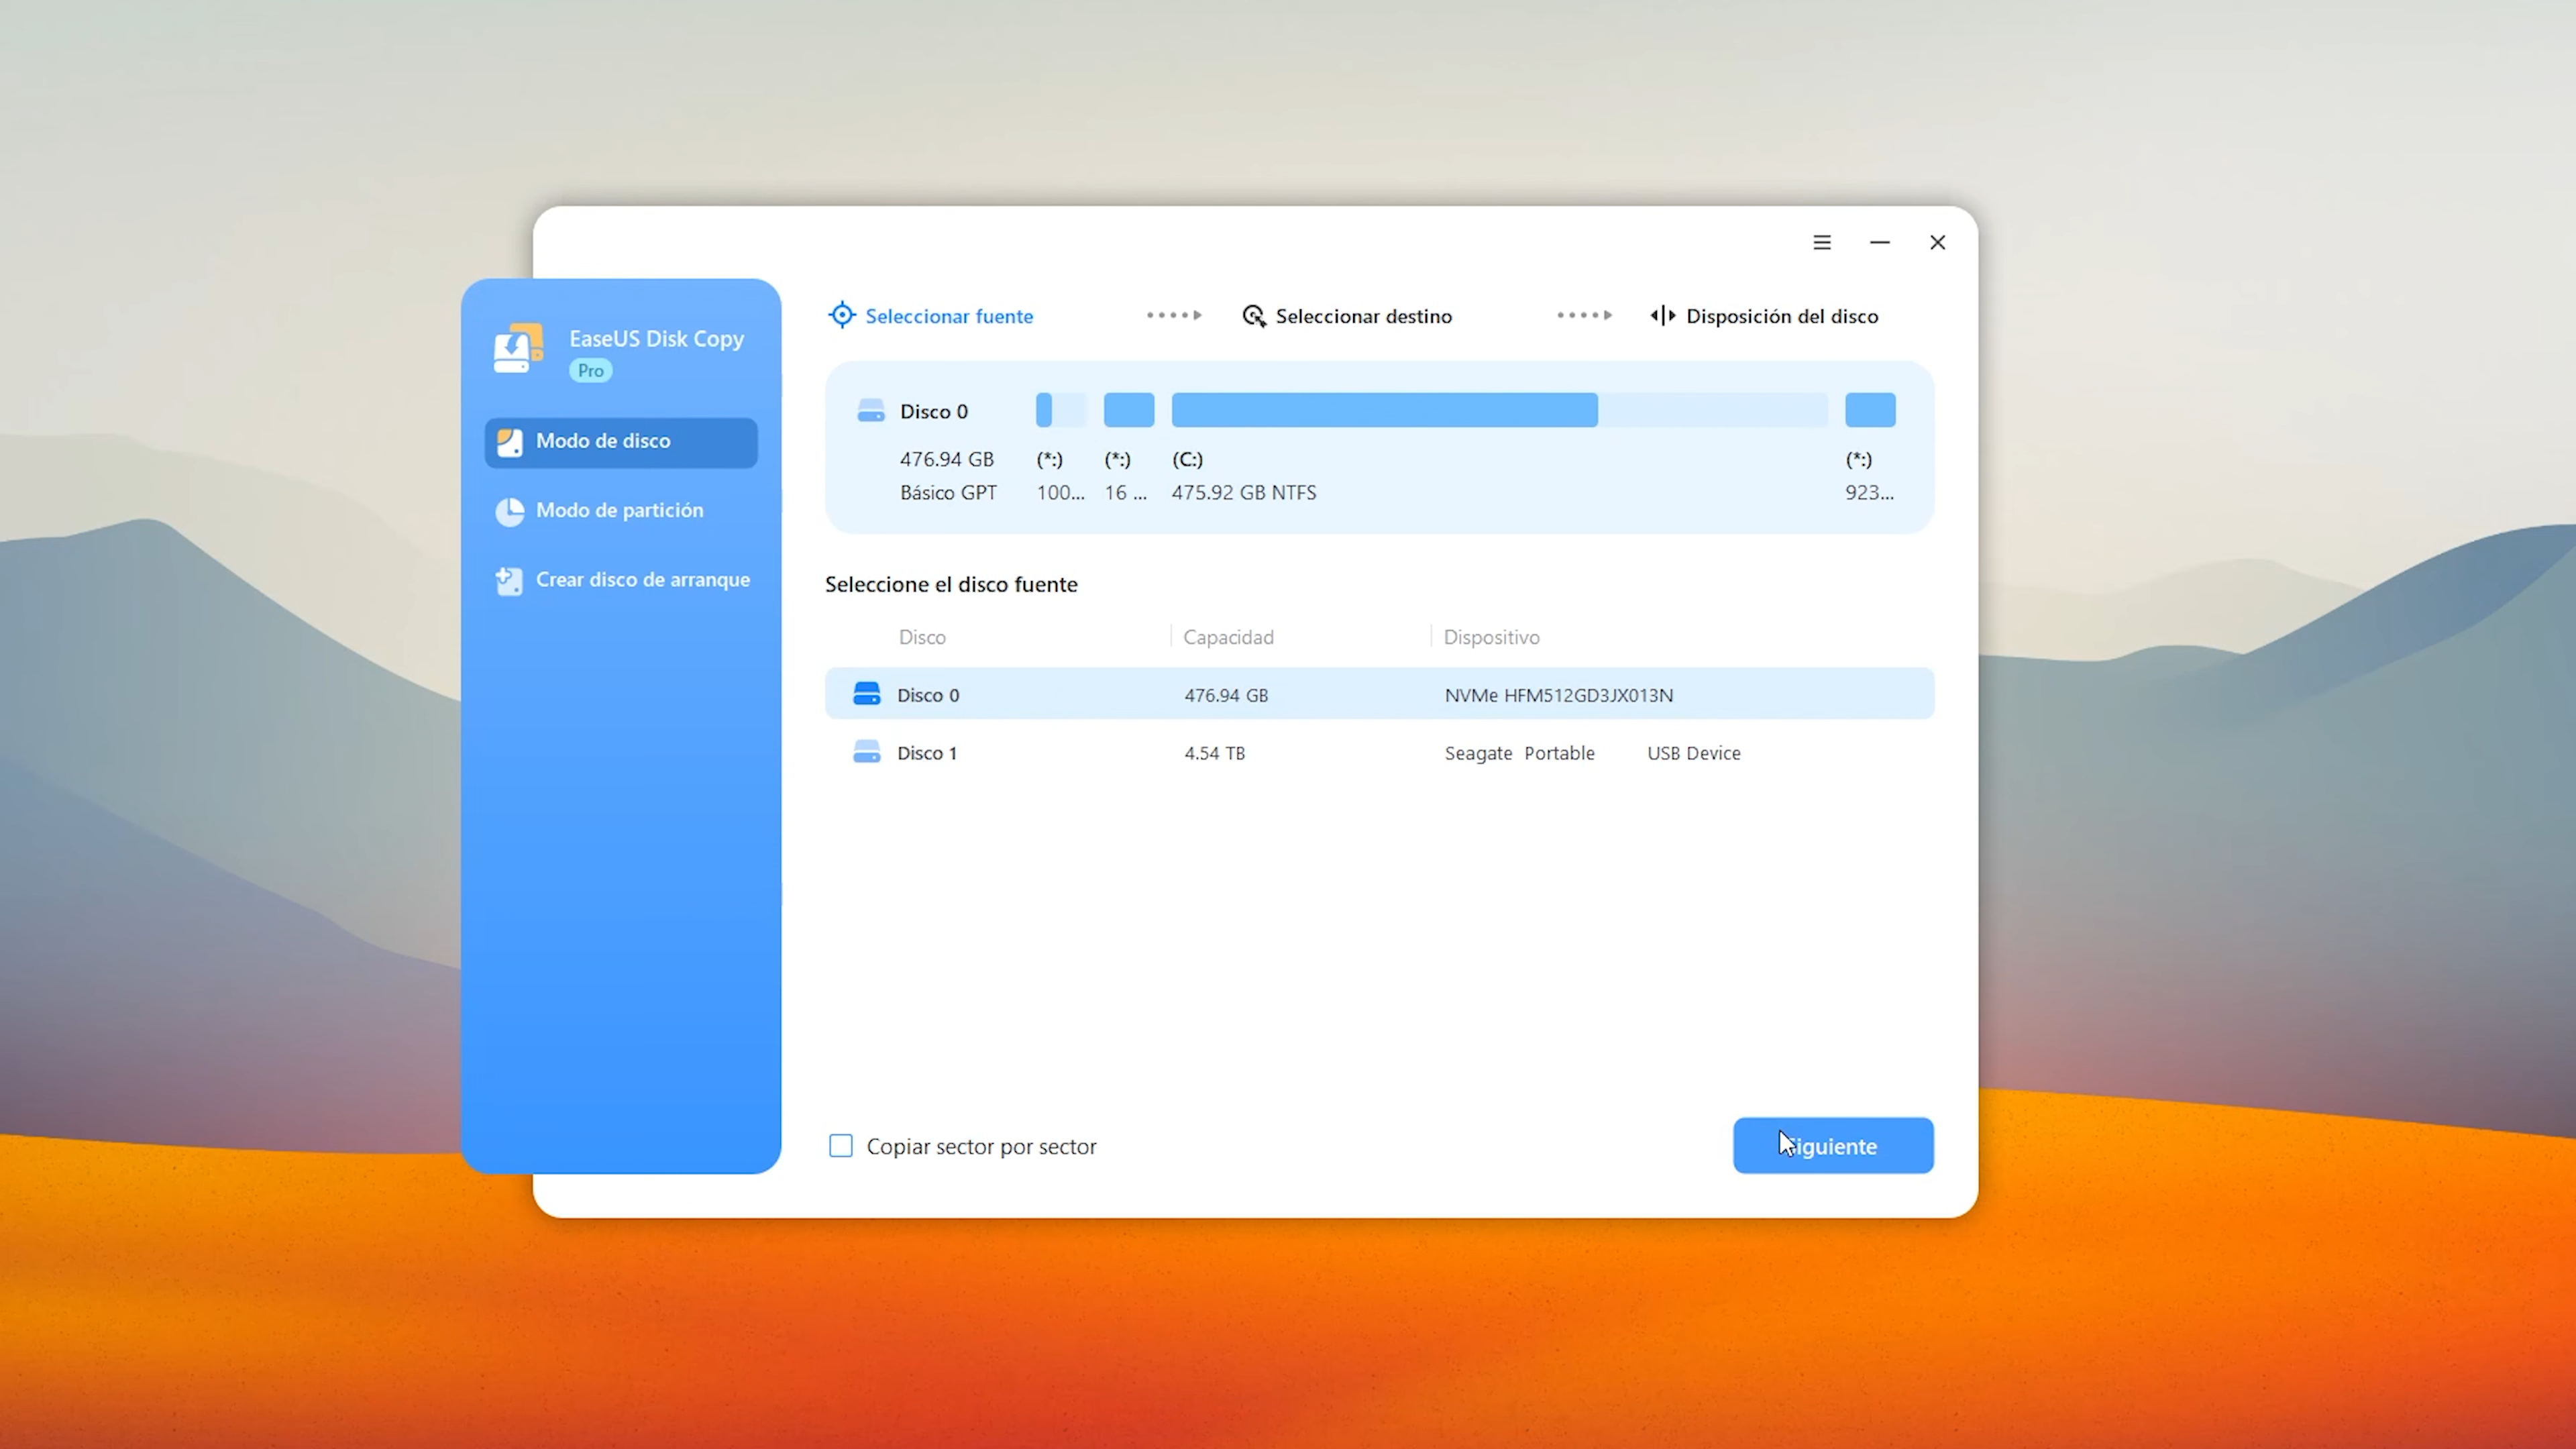 EaseUS Disk Copy
Pro
Modo de disco
Modo de partición
Crear disco de arranque
Seleccionar fuente
Seleccionar destino
Disposición del disco
Disco 0
476.94 GB
Básico GPT
(*:)
100...
(*:)
16 ...
(C:)
475.92 GB NTFS
(*:)
923...
Seleccione el disco fuente
Disco Capacidad Dispositivo
Disco 0 476.94 GB NVMe HFM512GD3JX013N
Disco 1 4.54 TB Seagate Portable USB Device
Copiar sector por sector
Siguiente